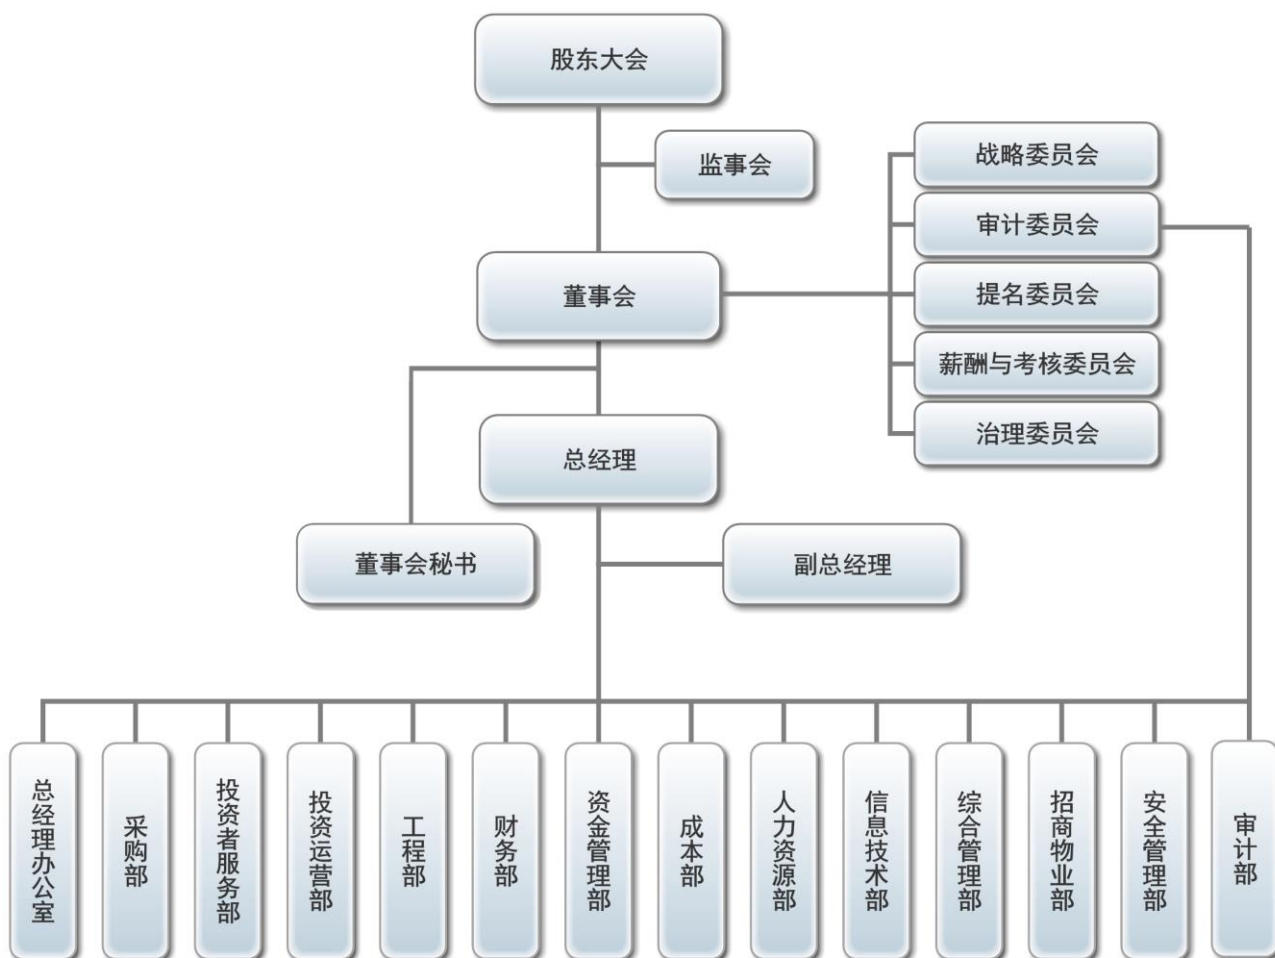 股东大会
监事会
战略委员会
审计委员会
董事会
提名委员会
薪酬与考核委员会
治理委员会
总经理
董事会秘书
副总经理
总经理办公室
采购部
投资者服务部
投资运营部
工程部
财务部
资金管理部
成本部
人力资源部
信息技术部
综合管理部
招商物业部
安全管理部
审计部